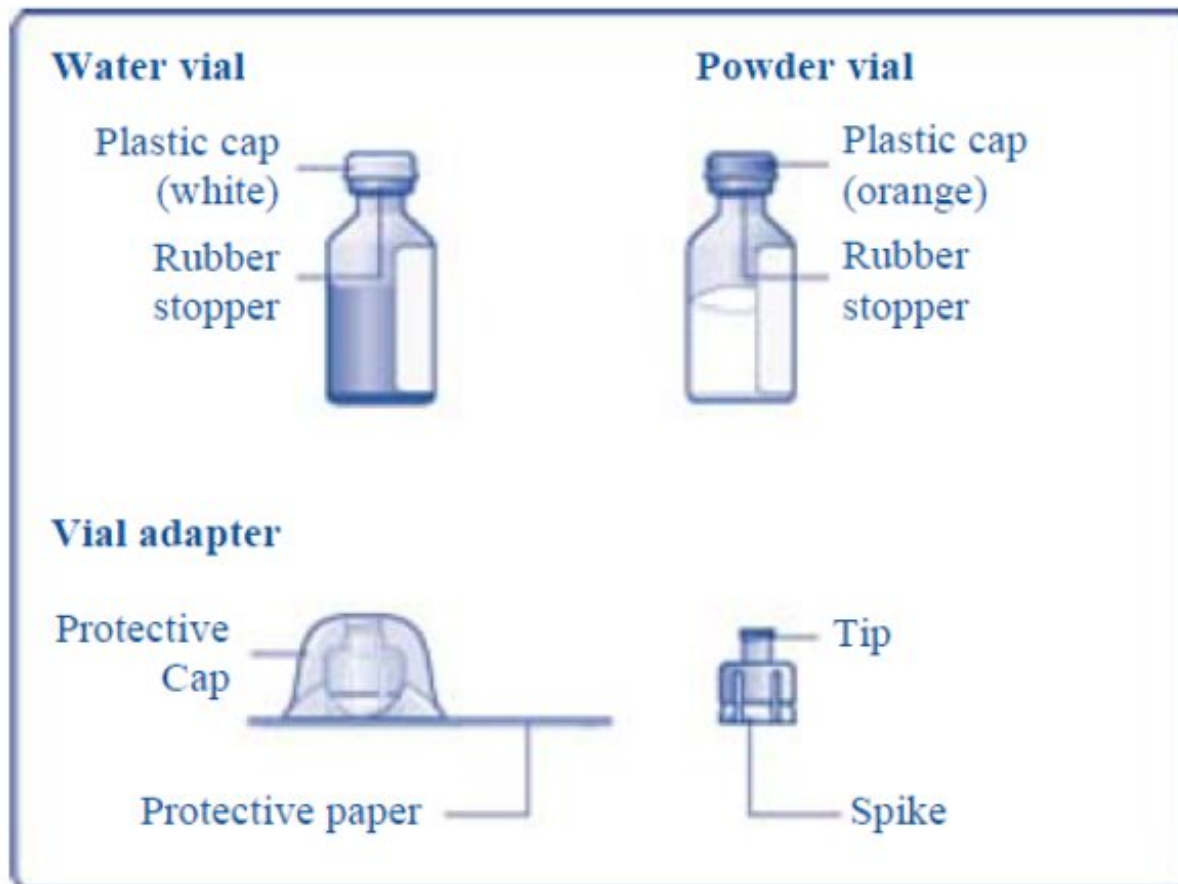 Water vial
Plastic cap
(white)
Rubber
stopper
Powder vial
Plastic cap
(orange)
Rubber
stopper
Vial adapter
Protective
Cap
Protective paper
Tip
Spike